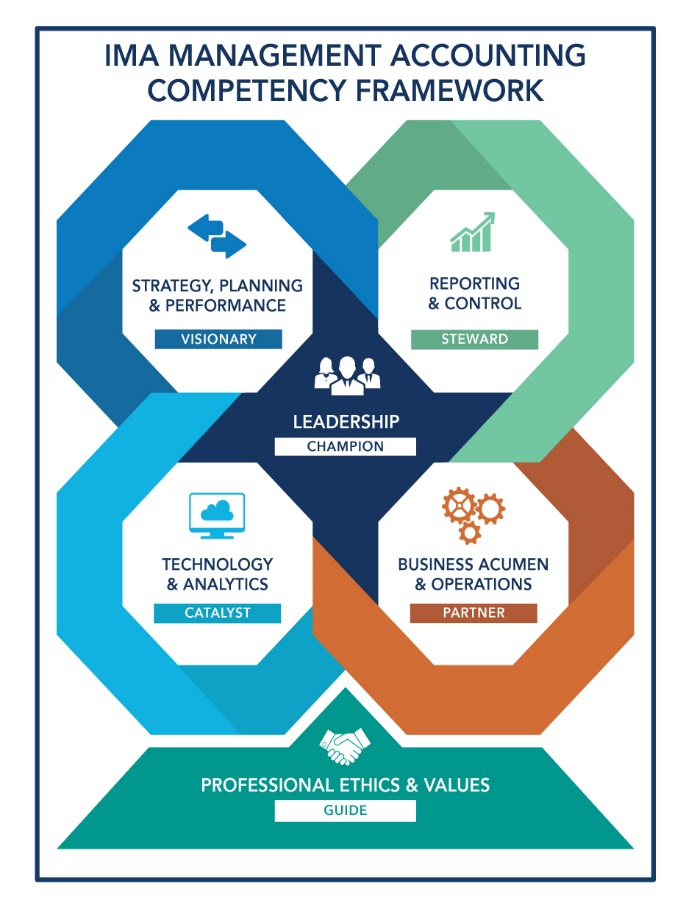 IMA MANAGEMENT ACCOUNTING
COMPETENCY FRAMEWORK
STRATEGY, PLANNING
& PERFORMANCE
VISIONARY
REPORTING
& CONTROL
STEWARD
LEADERSHIP
CHAMPION
TECHNOLOGY
& ANALYTICS
CATALYST
BUSINESS ACUMEN
& OPERATIONS
PARTNER
PROFESSIONAL ETHICS & VALUES
GUIDE